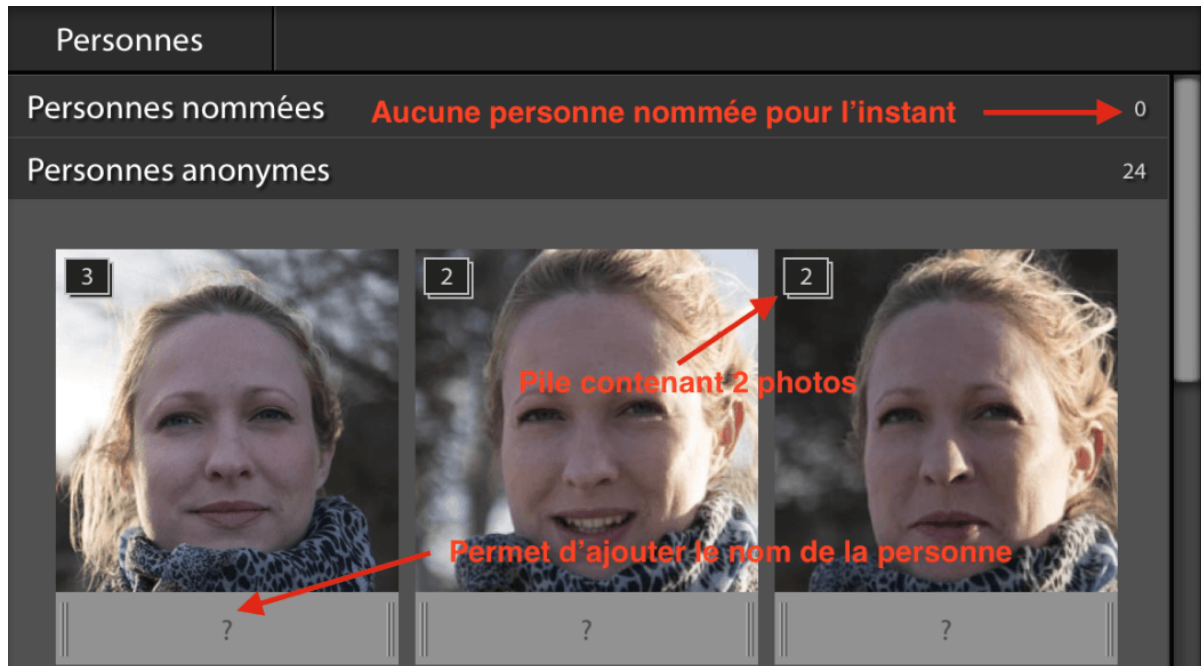 Personnes
Personnes nommées Aucune personne nommée pour l’instant 0
Personnes anonymes 24
3 2 2
Pile contenant 2 photos
Permet d’ajouter le nom de la personne
? ? ?